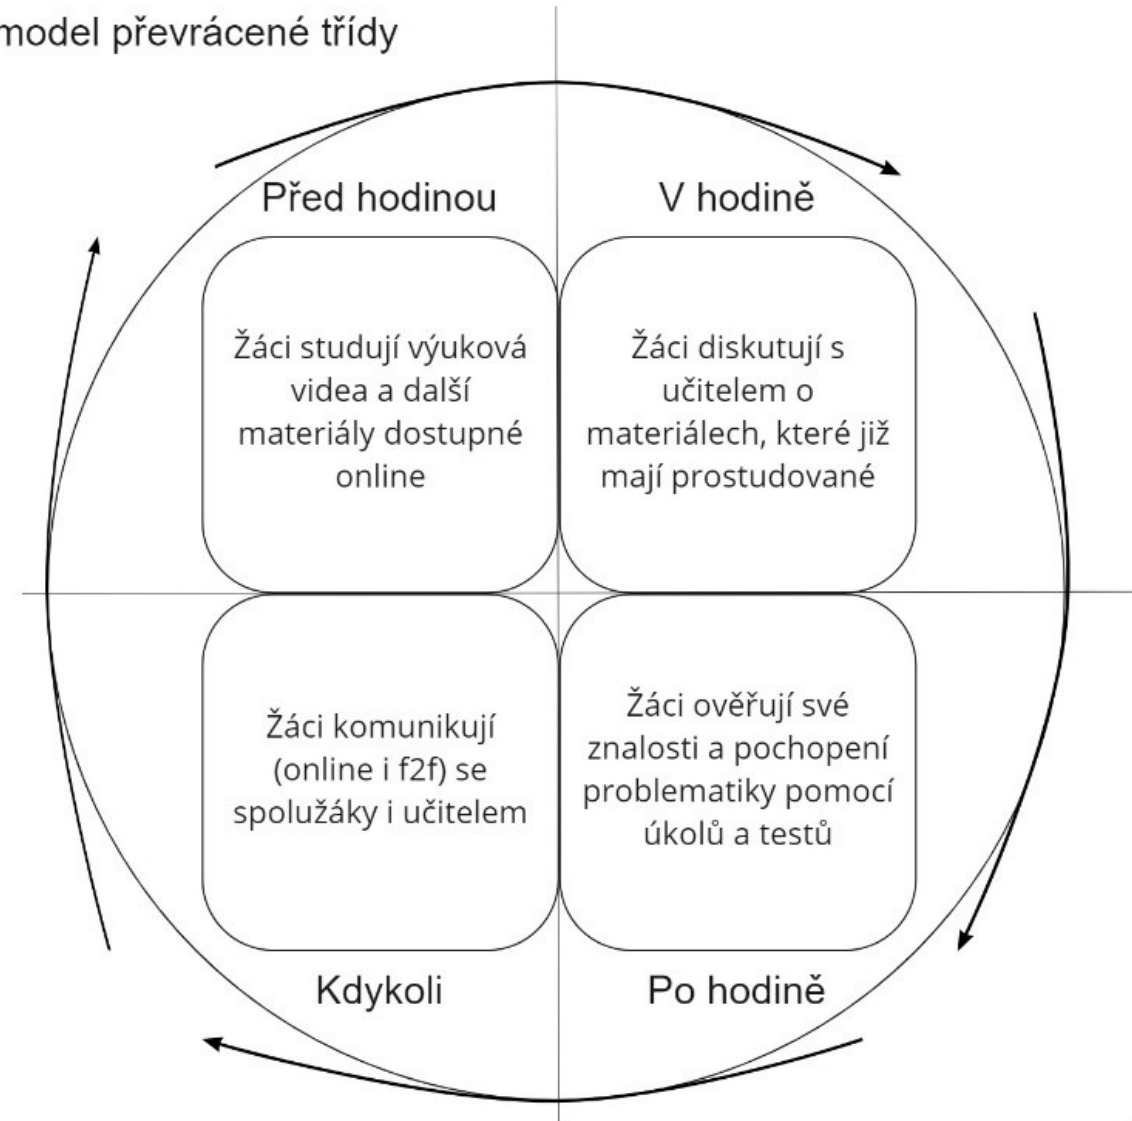 model převrácené třídy
Před hodinou
V hodině
Žáci studují výuková
videa a další
materiály dostupné
online
Žáci diskutují s
učitelem o
materiálech, které již
mají prostudované
Žáci komunikují
(online i f2f) se
spolužáky i učitelem
Žáci ověřují své
znalosti a pochopení
problematiky pomocí
úkolů a testů
Kdykoli
Po hodině